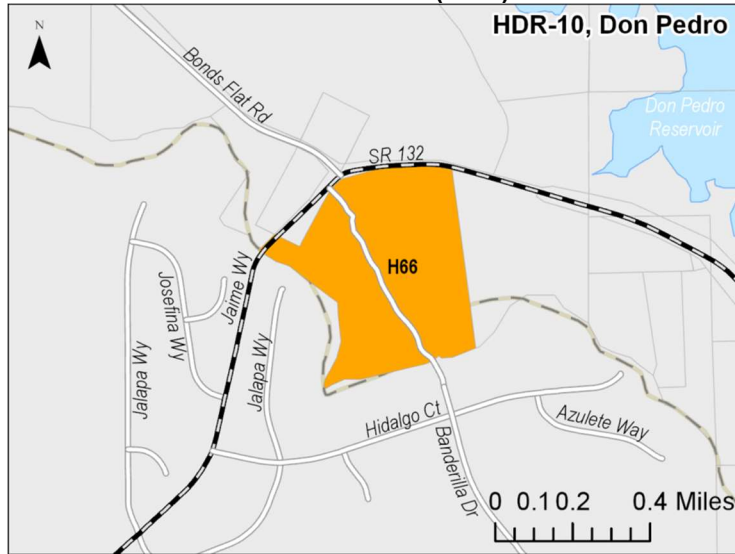 HDR-10, Don Pedro
N
Bonds Flat Rd
Don Pedro
Reservoir
SR 132
H66
Jaime Wy
Josefina Wy
Jalapa Wy
Jalapa Wy
Hidalgo Ct
Azulete Way
Banderilla Dr
0 0.1 0.2 0.4 Miles